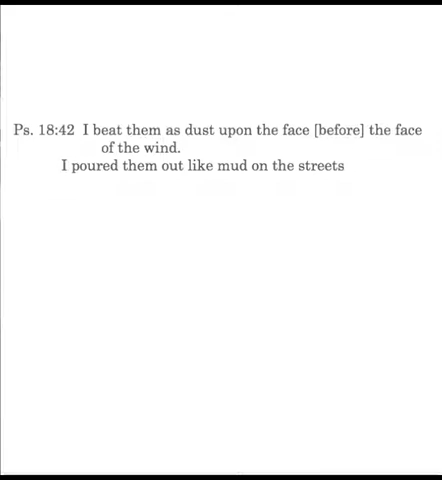 Ps. 18:42 I beat them as dust upon the face [before] the face
of the wind.
I poured them out like mud on the streets